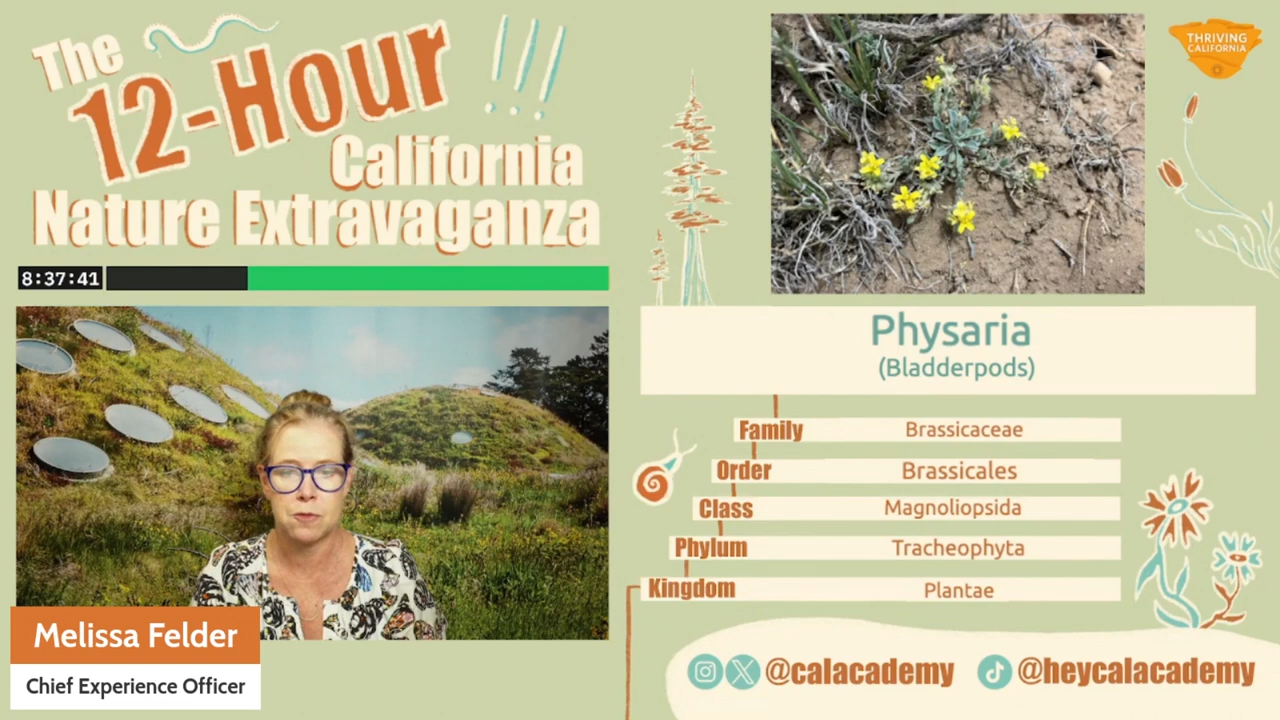 The
12-Hour!!!
California
Nature Extravaganza
8:37:41
Melissa Felder
Chief Experience Officer
THRIVING
CALIFORNIA
Physaria
(Bladderpods)
Family Brassicaceae
Order Brassicales
Class Magnoliopsida
Phylum Tracheophyta
Kingdom Plantae
@calacademy @heycalacademy